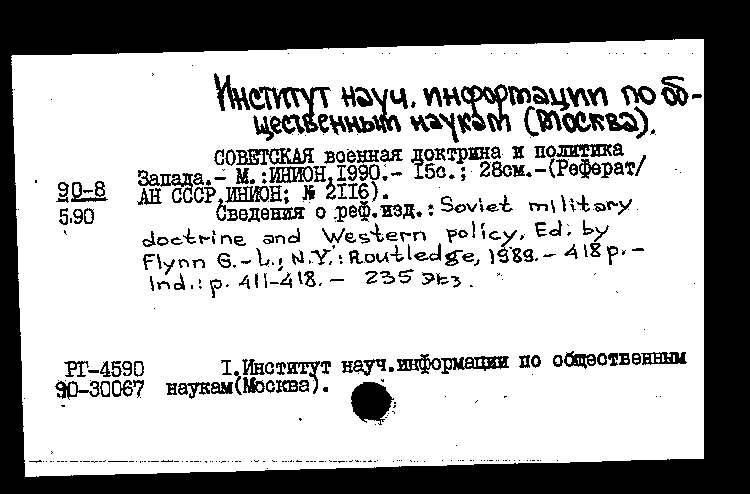 Институт науч. информации по об-
щественным наукам (Москва).
СОВЕТСКАЯ военная доктрина и политика
Запада.- М.:ИНИОН,1990.- 15с.; 28см.-(Реферат/
90-8
АН СССР,ИНИОН; № 2116).
5.90
Сведения о реф.изд.: Soviet military
doctrine and Western policy. Ed. by
Flynn G.-L.; N.Y.: Routledge, 1989.- 418 p.-
Ind.: p. 411-418. - 235 экз.
РГ-4590
I.Институт науч.информации по общественным
90-30067
наукам(Москва).